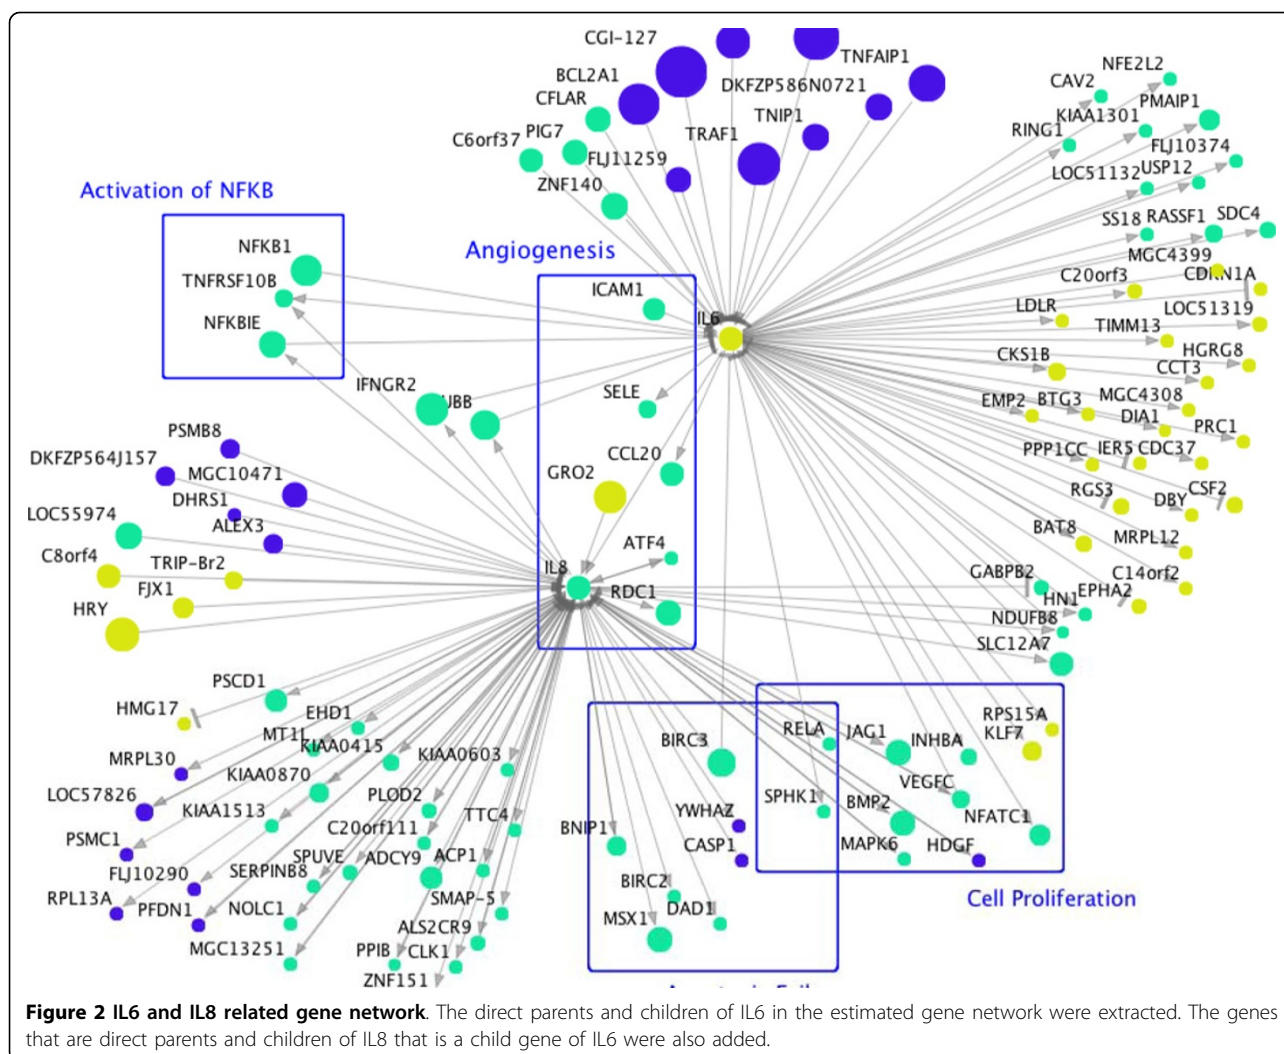 CGI-127
TNFAIP1
BCL2A1
DKFZP586N0721
CFLAR
TNIP1
C6orf37
PIG7
TRAF1
FLJ11259
ZNF140
NFE2L2
CAV2
PMAIP1
KIAA1301
RING1
FLJ10374
LOC51132
USP12
SS18
RASSF1
SDC4
MGC4399
C20orf3
CDKN1A
LDLR
LOC51319
TIMM13
CKS1B
HGRG8
CCT3
EMP2
BTG3
MGC4308
DIA1
PRC1
PPP1CC
IER5
CDC37
RGS3
DBY
CSF2
BAT8
MRPL12
C14orf2
GABPB2
HN1
EPHA2
NDUFB8
SLC12A7
Activation of NFKB
NFKB1
TNFRSF10B
NFKBIE
Angiogenesis
ICAM1
IL6
SELE
CCL20
GRO2
ATF4
IL8
RDC1
IFNGR2
UBB
PSMB8
DKFZP564J157
MGC10471
DHRS1
LOC55974
ALEX3
C8orf4
TRIP-Br2
FJX1
HRY
PSCD1
HMG17
EHD1
MT1L
KIAA0415
MRPL30
KIAA0603
KIAA0870
LOC57826
PLOD2
KIAA1513
TTC4
C20orf111
PSMC1
SPUVE
ADCY9
ACP1
FLJ10290
SERPINB8
RPL13A
PFDN1
NOLC1
SMAP-5
ALS2CR9
MGC13251
PPIB
CLK1
ZNF151
BIRC3
YWHAZ
BNIP1
CASP1
BIRC2
MSX1
DAD1
RELA
SPHK1
JAG1
INHBA
RPS15A
KLF7
VEGFC
BMP2
NFATC1
MAPK6
HDGF
Cell Proliferation
Figure 2 IL6 and IL8 related gene network. The direct parents and children of IL6 in the estimated gene network were extracted. The genes
that are direct parents and children of IL8 that is a child gene of IL6 were also added.